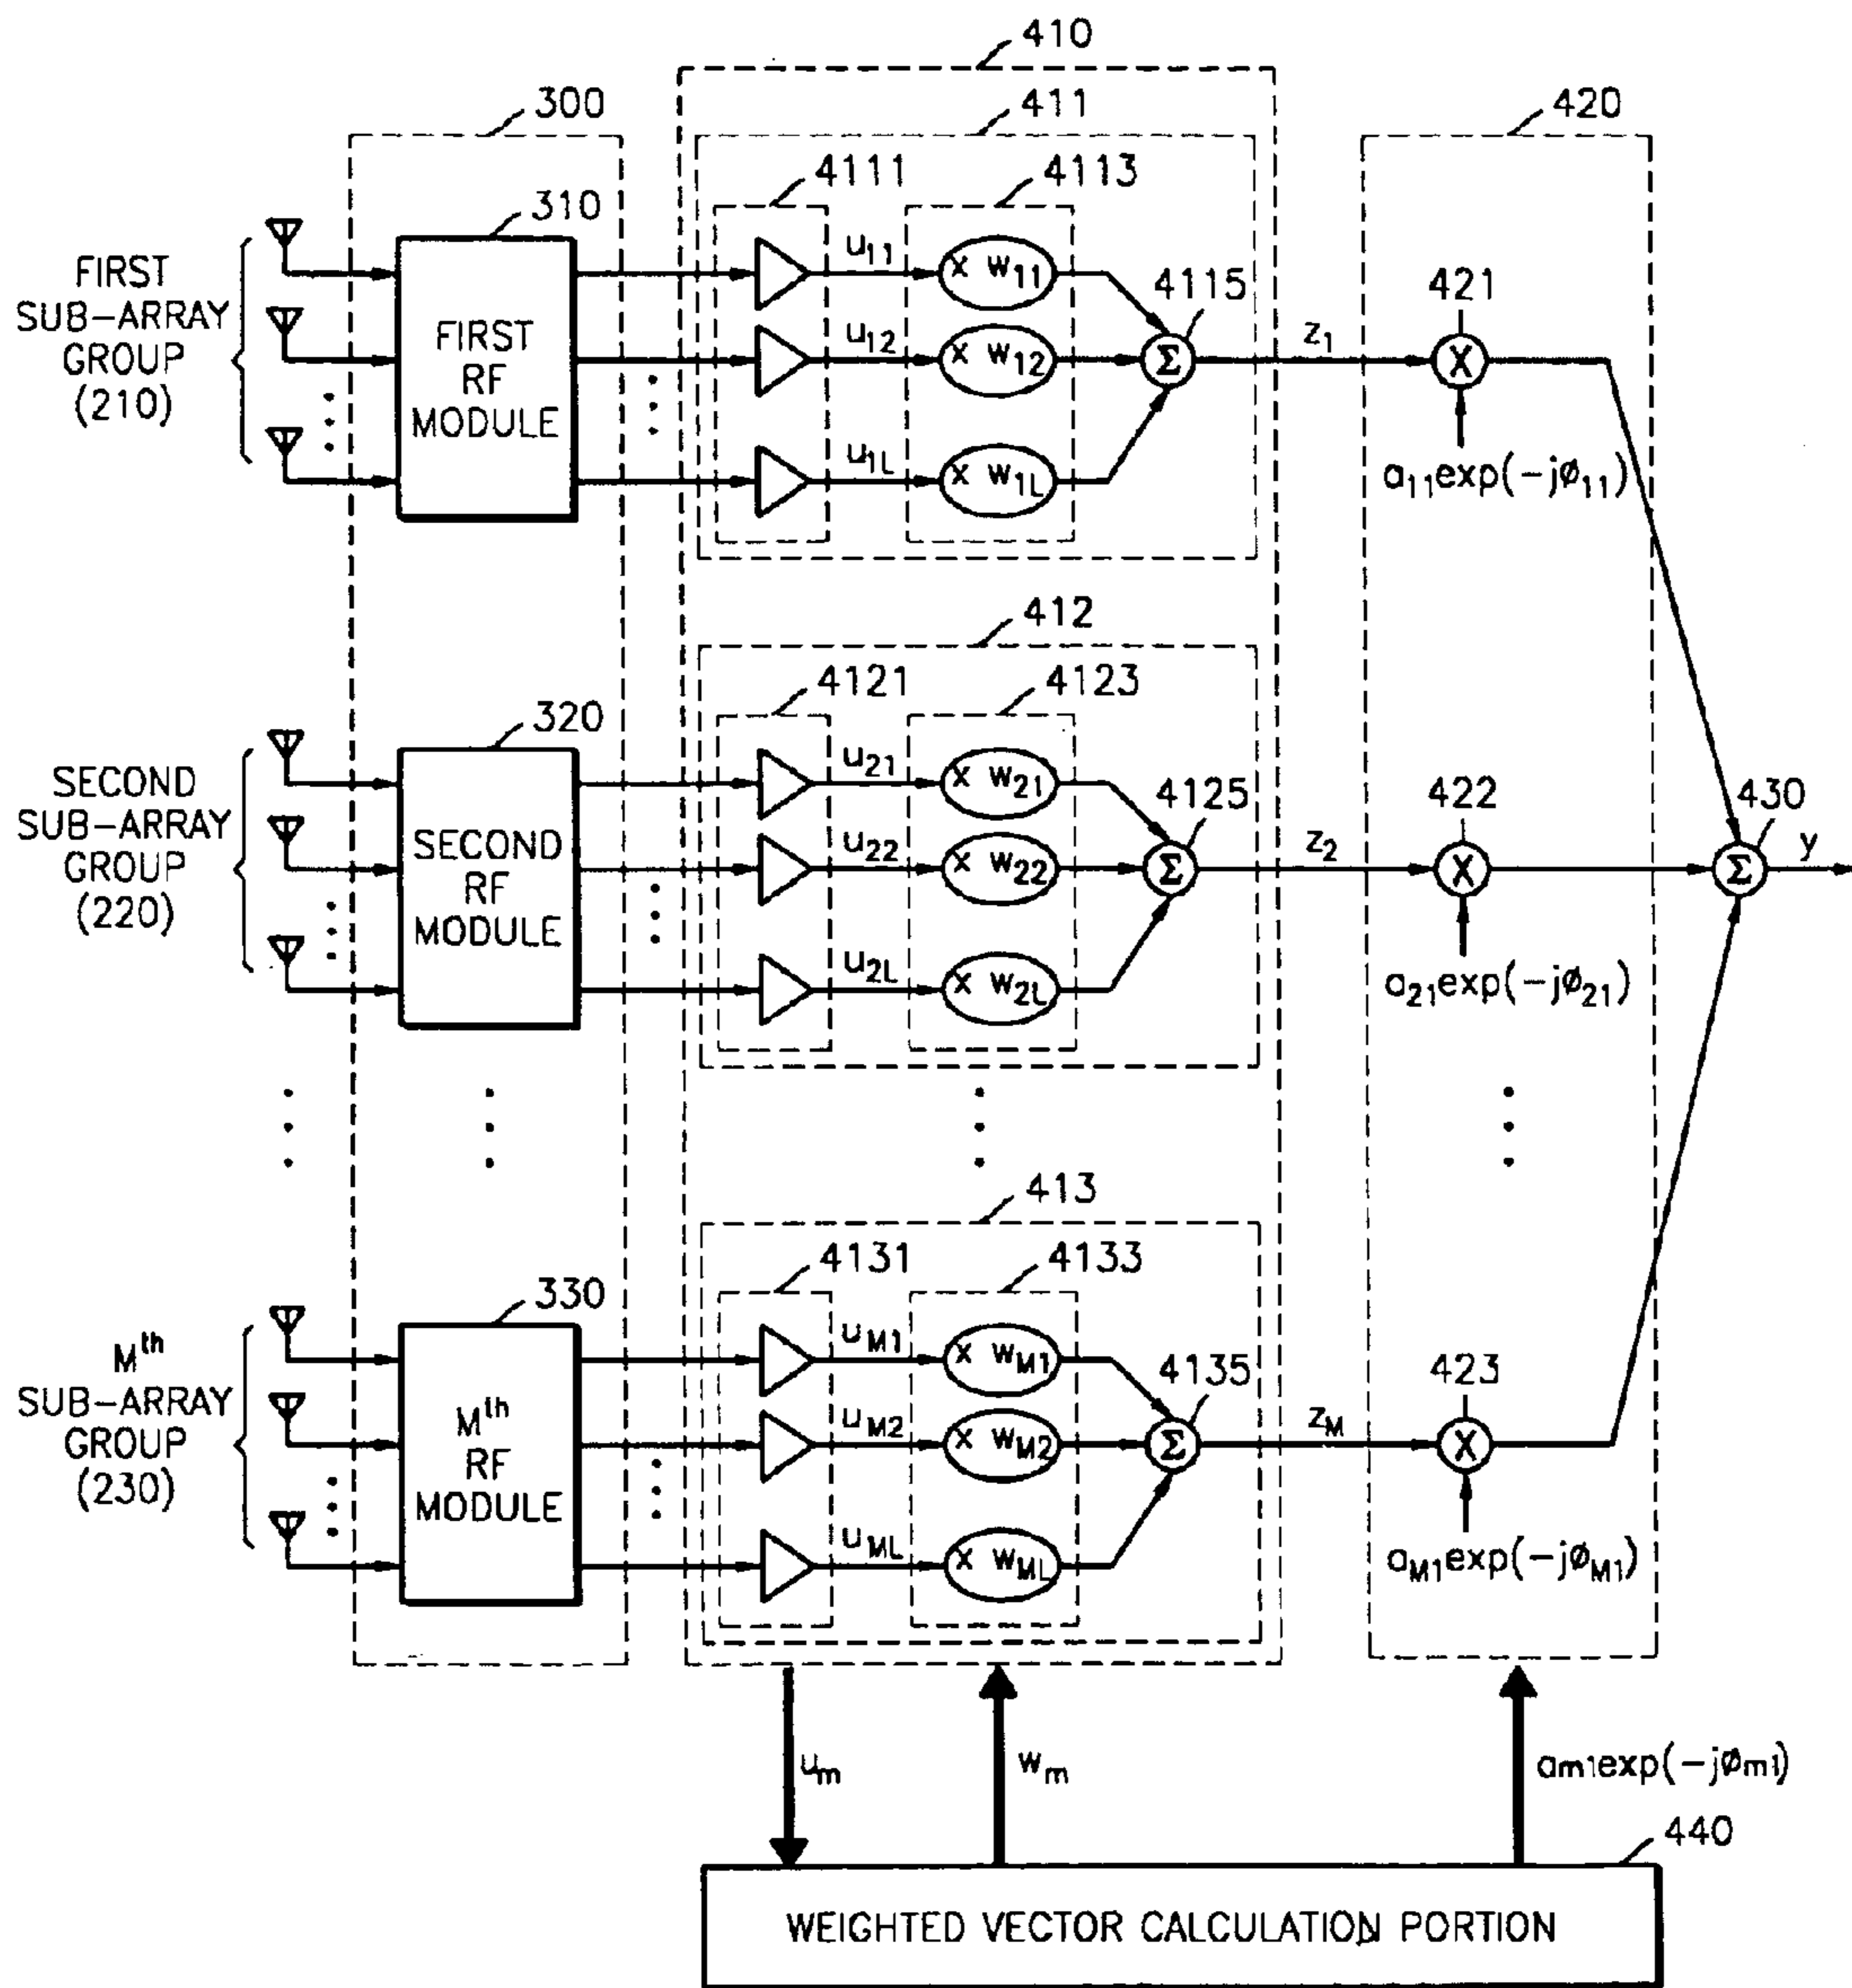 410
300
411
420
4111
4113
310
FIRST
SUB-ARRAY
GROUP
(210)
FIRST
RF
MODULE
u11
u12
u1L
x w11
x w12
x w1L
4115
Σ
z1
421
X
a11exp(-jø11)
412
4121
4123
320
SECOND
SUB-ARRAY
GROUP
(220)
SECOND
RF
MODULE
u21
u22
u2L
x w21
x w22
x w2L
4125
Σ
z2
422
X
a21exp(-jø21)
430
Σ
y
413
4131
4133
330
Mth
SUB-ARRAY
GROUP
(230)
Mth
RF
MODULE
uM1
uM2
uML
x wM1
x wM2
x wML
4135
Σ
zM
423
X
aM1exp(-jøM1)
um
wm
am1exp(-jøm1)
440
WEIGHTED VECTOR CALCULATION PORTION